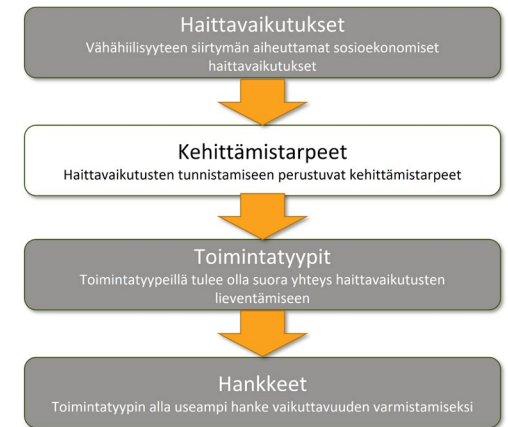 Haittavaikutukset
Vähähiilisyyteen siirtymän aiheuttamat sosioekonomiset
haittavaikutukset
Kehittämistarpeet
Haittavaikutusten tunnistamiseen perustuvat kehittämistarpeet
Toimintatyypit
Toimintatyypeillä tulee olla suora yhteys haittavaikutusten
lieventämiseen
Hankkeet
Toimintatyypin alla useampi hanke vaikuttavuuden varmistamiseksi